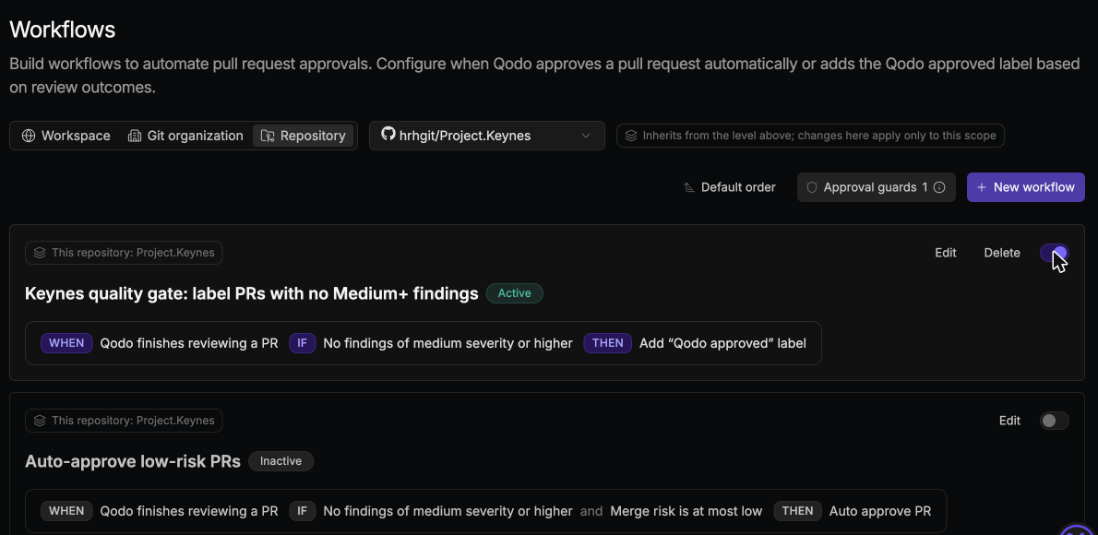 Workflows
Build workflows to automate pull request approvals. Configure when Qodo approves a pull request automatically or adds the Qodo approved label based
on review outcomes.
Workspace Git organization Repository hrhgit/Project.Keynes Inherits from the level above; changes here apply only to this scope
Default order Approval guards 1 + New workflow
This repository: Project.Keynes Edit Delete
Keynes quality gate: label PRs with no Medium+ findings Active
WHEN Qodo finishes reviewing a PR IF No findings of medium severity or higher THEN Add “Qodo approved” label
This repository: Project.Keynes Edit
Auto-approve low-risk PRs Inactive
WHEN Qodo finishes reviewing a PR IF No findings of medium severity or higher and Merge risk is at most low THEN Auto approve PR